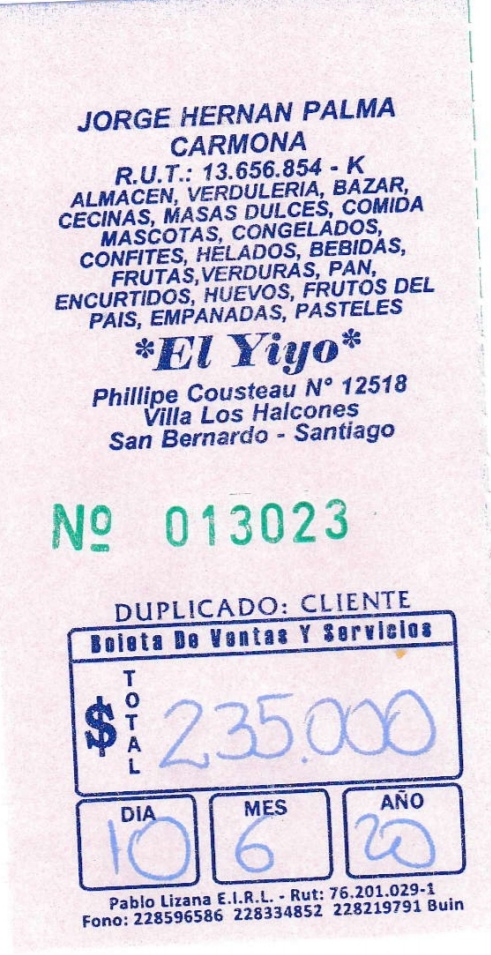 JORGE HERNAN PALMA
CARMONA
R.U.T.: 13.656.854 - K
ALMACEN, VERDULERIA, BAZAR,
CECINAS, MASAS DULCES, COMIDA
MASCOTAS, CONGELADOS,
CONFITES, HELADOS, BEBIDAS,
FRUTAS,VERDURAS, PAN,
ENCURTIDOS, HUEVOS, FRUTOS DEL
PAIS, EMPANADAS, PASTELES
*El Yiyo*
Phillipe Cousteau N° 12518
Villa Los Halcones
San Bernardo - Santiago
Nº 013023
DUPLICADO: CLIENTE
Boleta De Ventas Y Servicios
$ TOTAL 235.000
DIA MES AÑO
10 6 20
Pablo Lizana E.I.R.L. - Rut: 76.201.029-1
Fono: 228596586 228334852 228219791 Buin